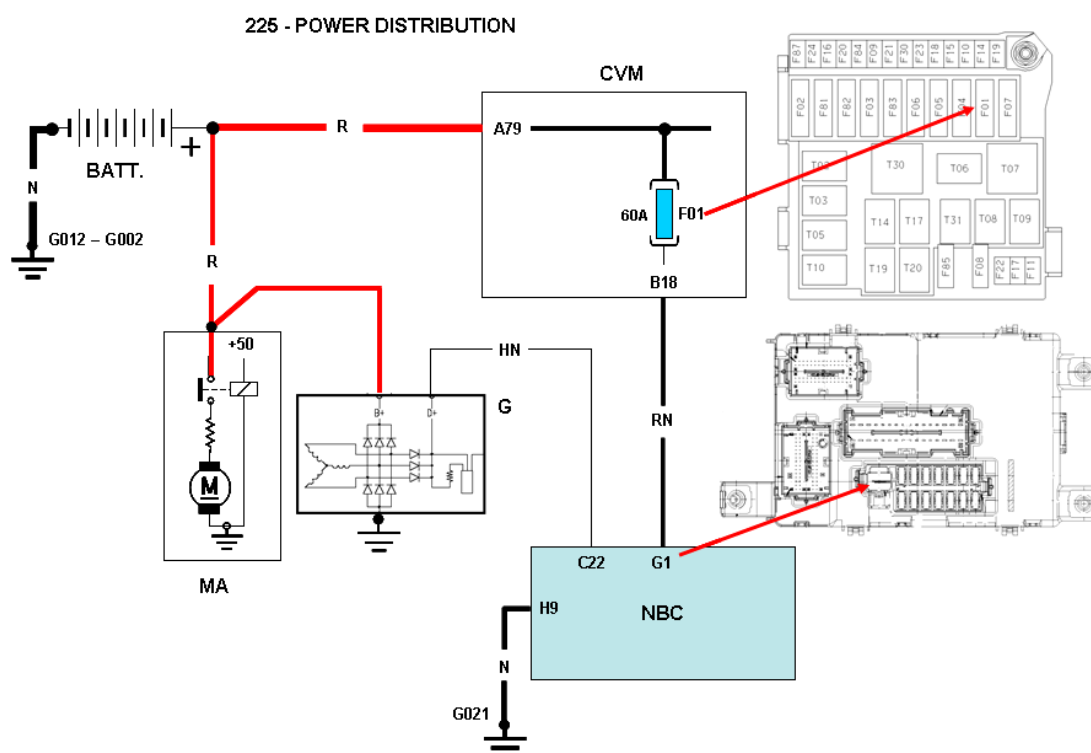 225 - POWER DISTRIBUTION
CVM
R
A79
+
BATT.
N
G012 – G002
60A
F01
B18
R
+50
HN
G
B+
D+
M
MA
RN
C22
G1
H9
NBC
N
G021
F87 F24 F16 F20 F84 F09 F21 F30 F23 F18 F15 F10 F14 F19
F02 F81 F82 F03 F83 F06 F05 F04 F01 F07
T02 T30 T06 T07
T03
T14 T17 T31 T08 T09
T05
T10 T19 T20 F85 F08 F22 F17 F11